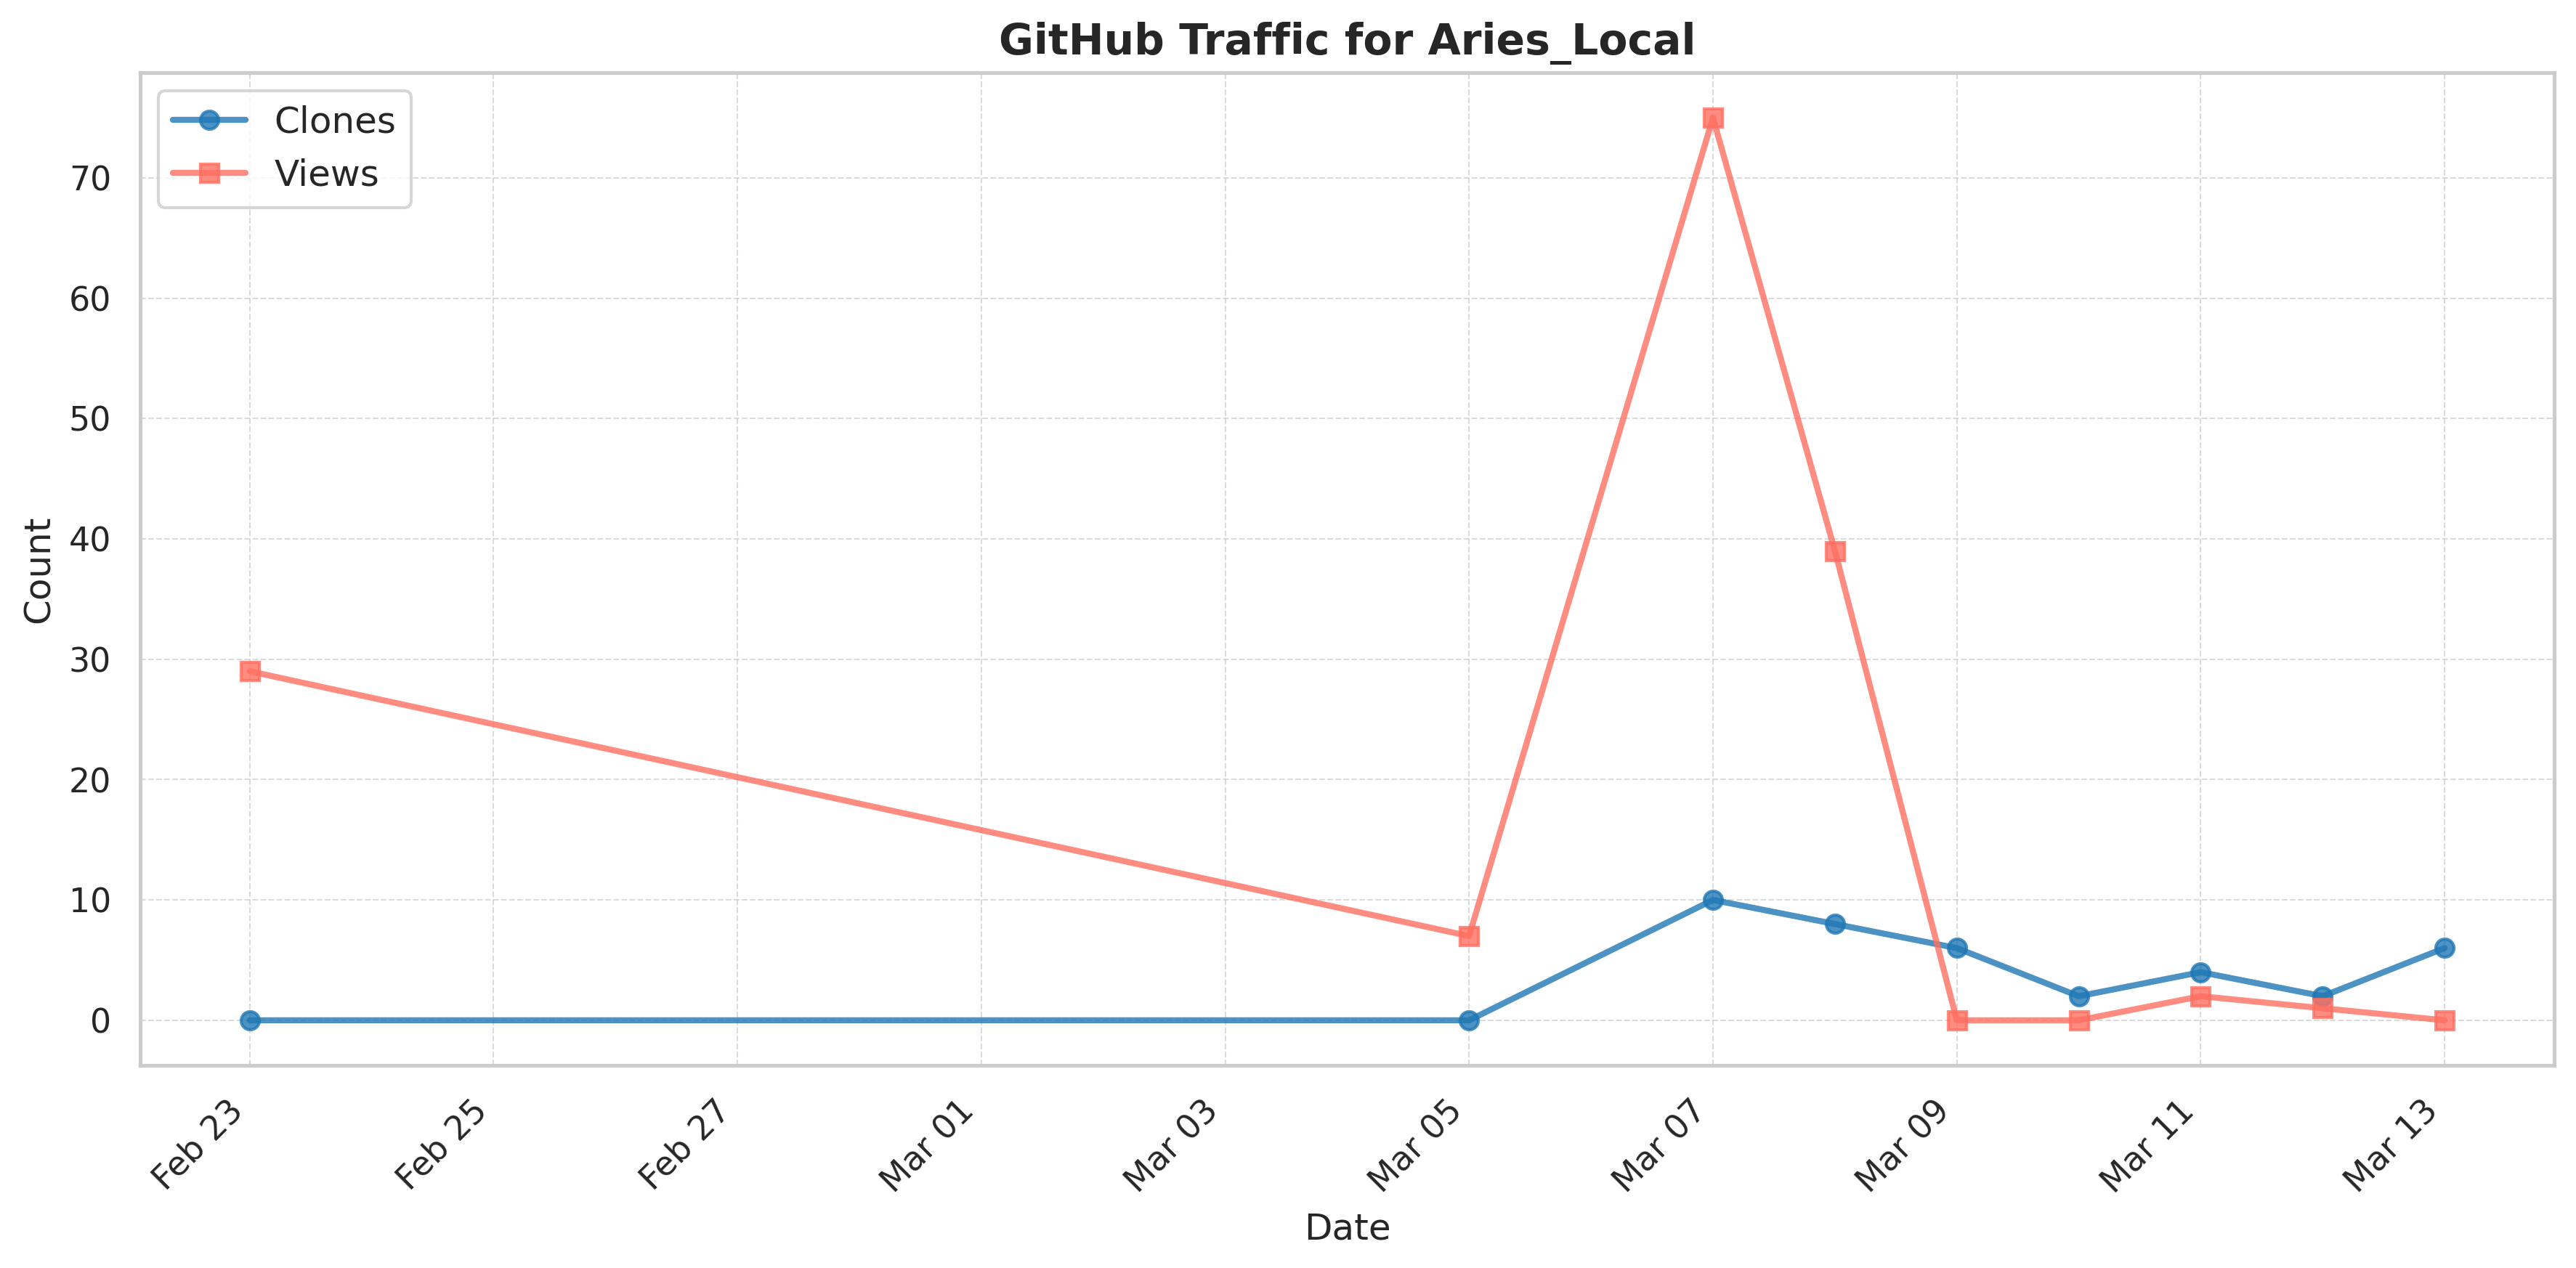 GitHub Traffic for Aries_Local
Clones
Views
70
60
50
40
30
20
10
0
Count
Feb 23
Feb 25
Feb 27
Mar 01
Mar 03
Mar 05
Mar 07
Mar 09
Mar 11
Mar 13
Date